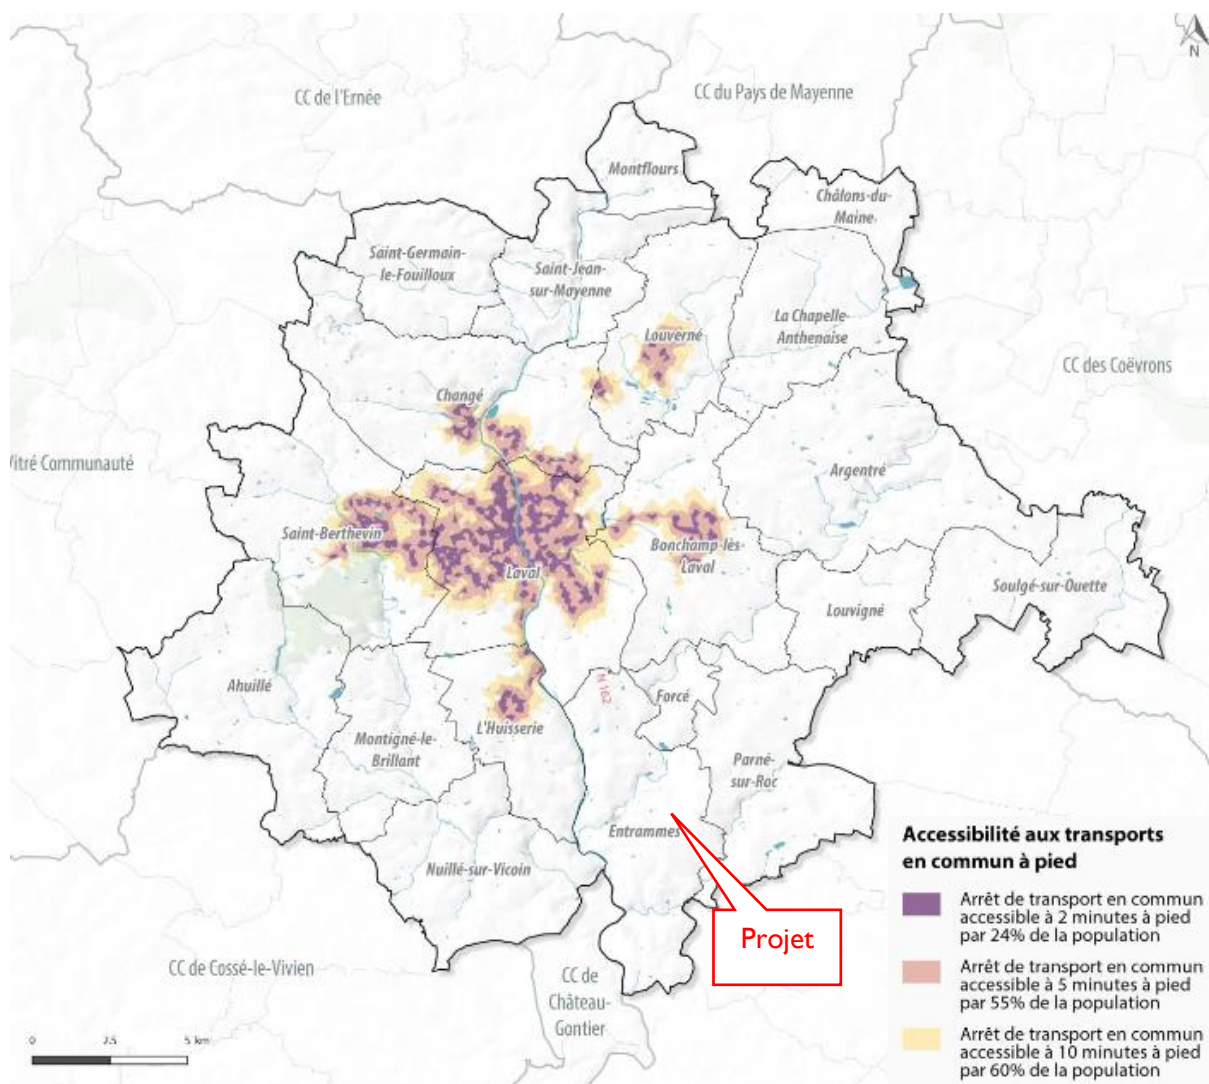 N
CC de l'Ernée
CC du Pays de Mayenne
Montflours
Châlons-du-
Maine
Saint-Germain-
le-Fouilloux
Saint-Jean-
sur-Mayenne
Louverné
La Chapelle-
Anthenaise
CC des Coëvrons
Changé
Vitré Communauté
Argentré
Saint-Berthevin
Bonchamp-lès-
Laval
Laval
Soulgé-sur-Ouette
Louvigné
Ahuillé
N 162
Forcé
L'Huisserie
Montigné-le-
Brillant
Parné-
sur-Roc
Entrammes
Nuillé-sur-Vicoin
Projet
CC de Cossé-le-Vivien
CC de
Château-
Gontier
0 2,5 5 km
Accessibilité aux transports
en commun à pied
Arrêt de transport en commun
accessible à 2 minutes à pied
par 24% de la population
Arrêt de transport en commun
accessible à 5 minutes à pied
par 55% de la population
Arrêt de transport en commun
accessible à 10 minutes à pied
par 60% de la population